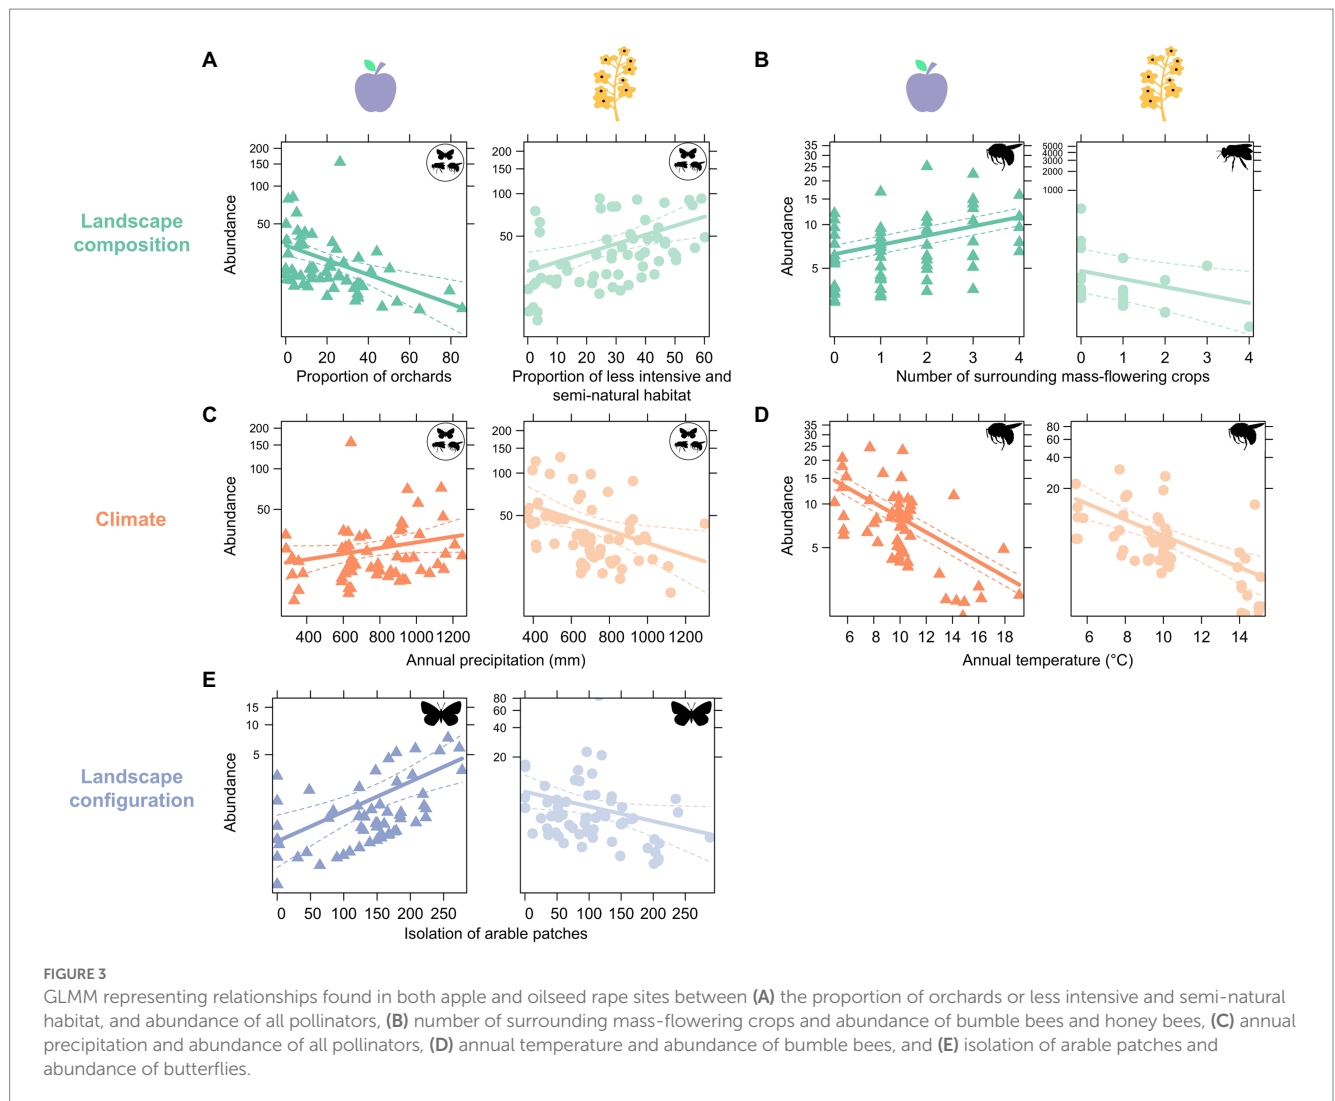 A
B
Landscape
composition
Abundance
200
150
100
50
0 20 40 60 80
Proportion of orchards
200
150
100
50
0 10 20 30 40 50 60
Proportion of less intensive and
semi-natural habitat
Abundance
35
30
25
20
15
10
5
0 1 2 3 4
5000
4000
3000
2000
1000
0 1 2 3 4
Number of surrounding mass-flowering crops
C
D
Climate
Abundance
200
150
100
50
400 600 800 1000 1200
200
150
100
50
400 600 800 1000 1200
Annual precipitation (mm)
Abundance
35
30
25
20
15
10
5
6 8 10 12 14 16 18
80
60
40
20
6 8 10 12 14
Annual temperature (°C)
E
Landscape
configuration
Abundance
15
10
5
0 50 100 150 200 250
80
60
40
20
0 50 100 150 200 250
Isolation of arable patches
FIGURE 3
GLMM representing relationships found in both apple and oilseed rape sites between (A) the proportion of orchards or less intensive and semi-natural
habitat, and abundance of all pollinators, (B) number of surrounding mass-flowering crops and abundance of bumble bees and honey bees, (C) annual
precipitation and abundance of all pollinators, (D) annual temperature and abundance of bumble bees, and (E) isolation of arable patches and
abundance of butterflies.